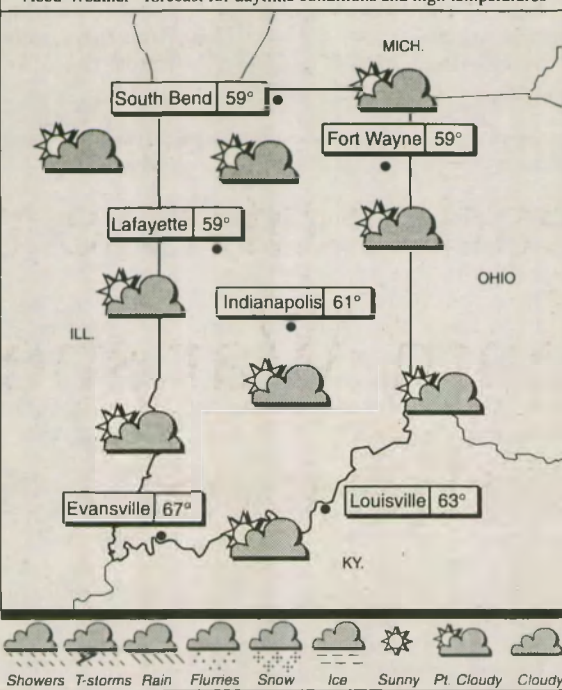 MICH.
South Bend 59°
Fort Wayne 59°
Lafayette 59°
OHIO
Indianapolis 61°
ILL.
Evansville 67°
Louisville 63°
KY.
Showers T-storms Rain Flurries Snow Ice Sunny Pt. Cloudy Cloudy